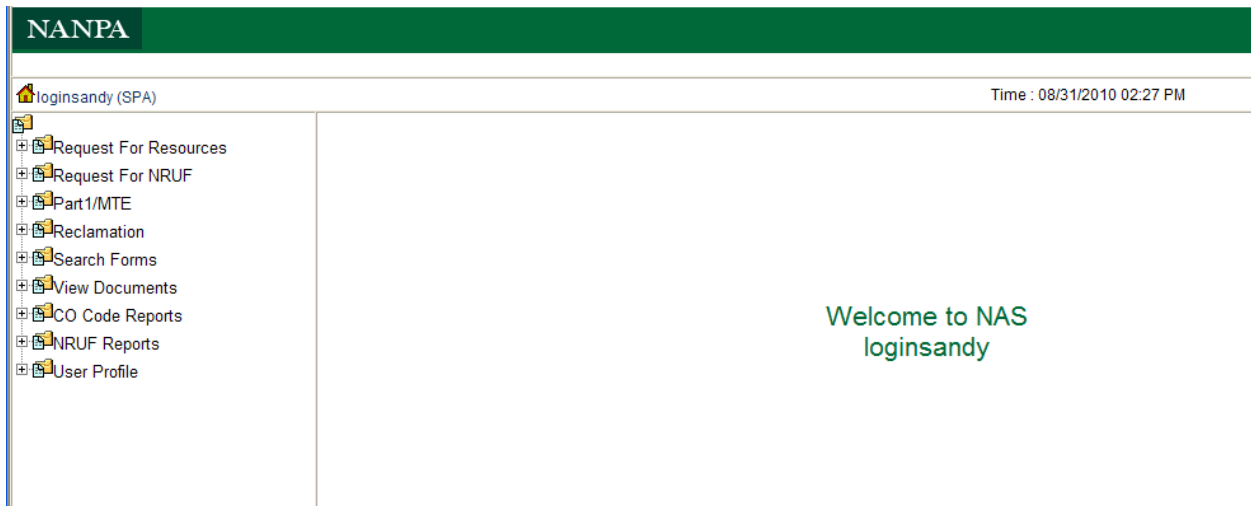 NANPA
loginsandy (SPA)
Time : 08/31/2010 02:27 PM
Request For Resources
Request For NRUF
Part1/MTE
Reclamation
Search Forms
View Documents
CO Code Reports
NRUF Reports
User Profile
Welcome to NAS
loginsandy